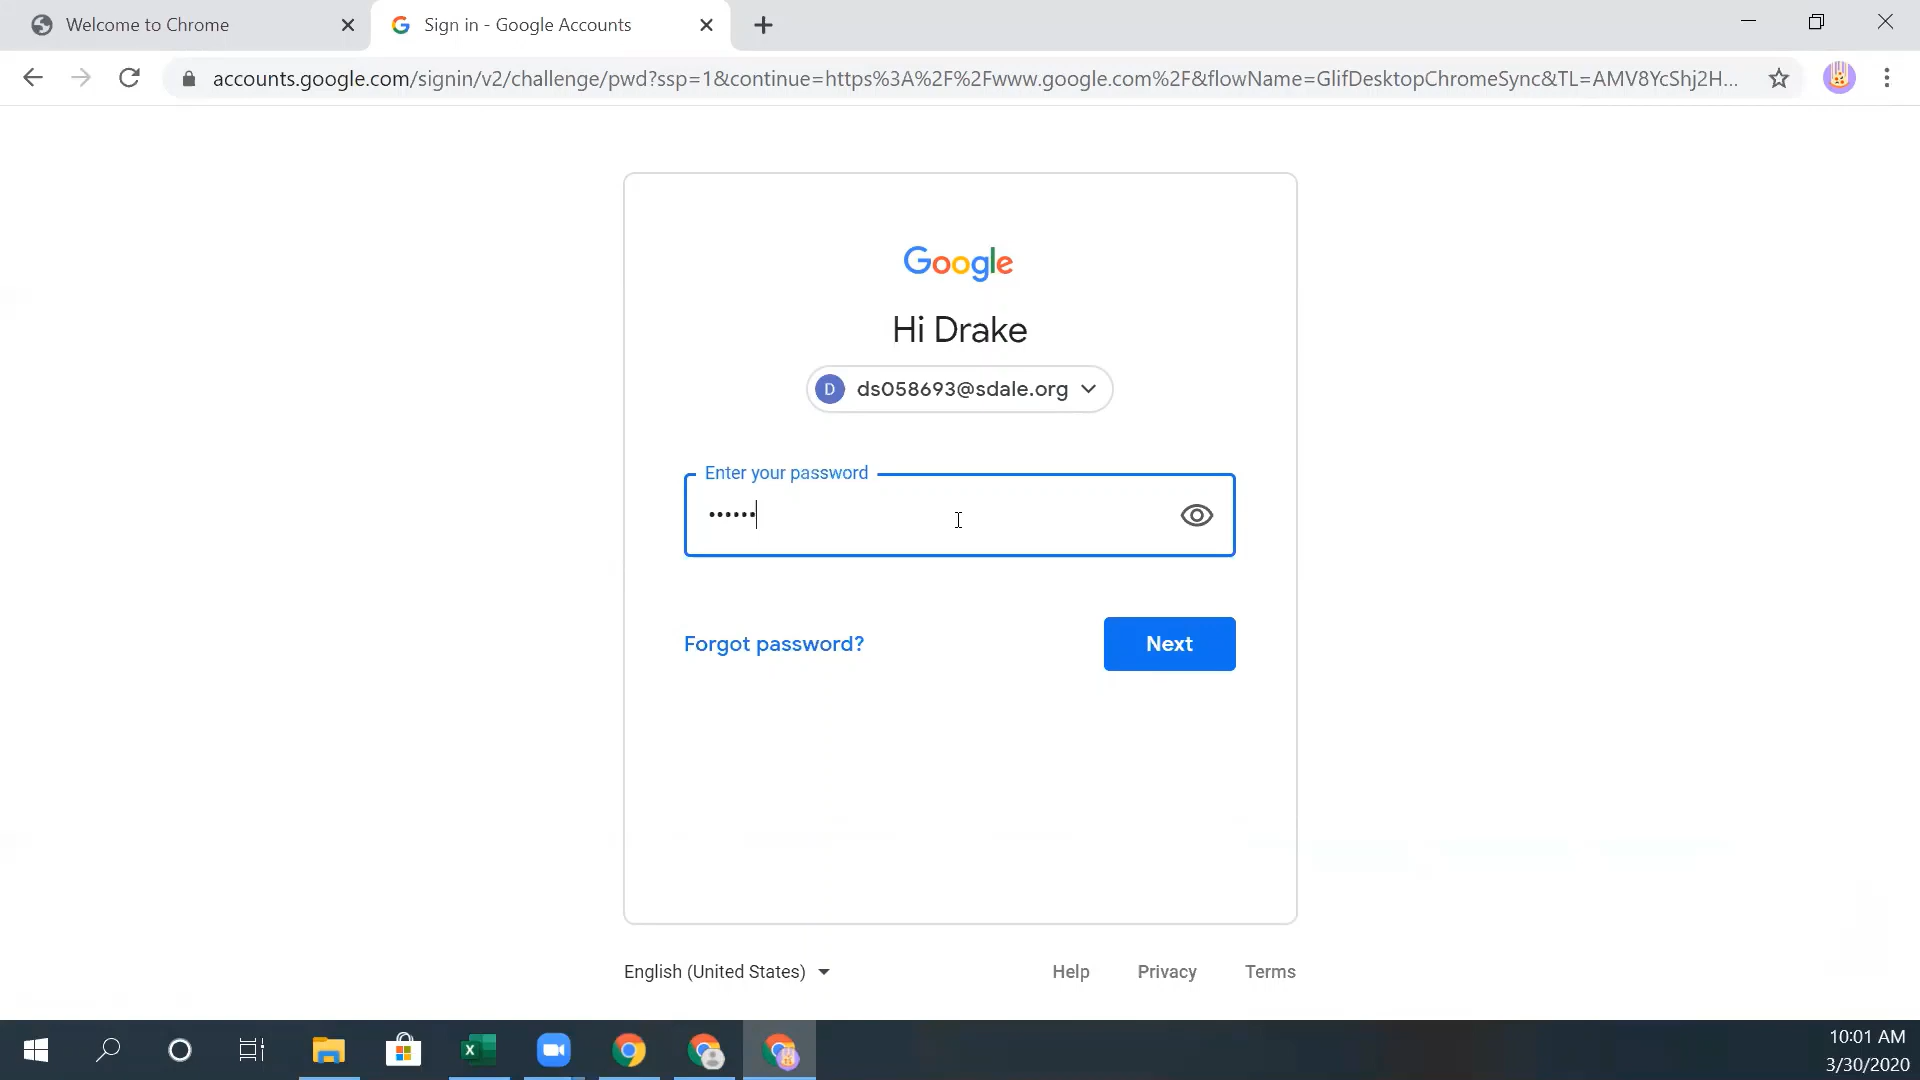 Welcome to Chrome
Sign in - Google Accounts
accounts.google.com/signin/v2/challenge/pwd?ssp=1&continue=https%3A%2F%2Fwww.google.com%2F&flowName=GlifDesktopChromeSync&TL=AMV8YcShj2H...
Google
Hi Drake
D ds058693@sdale.org
Enter your password
••••••
Forgot password?
Next
English (United States)
Help Privacy Terms
10:01 AM
3/30/2020